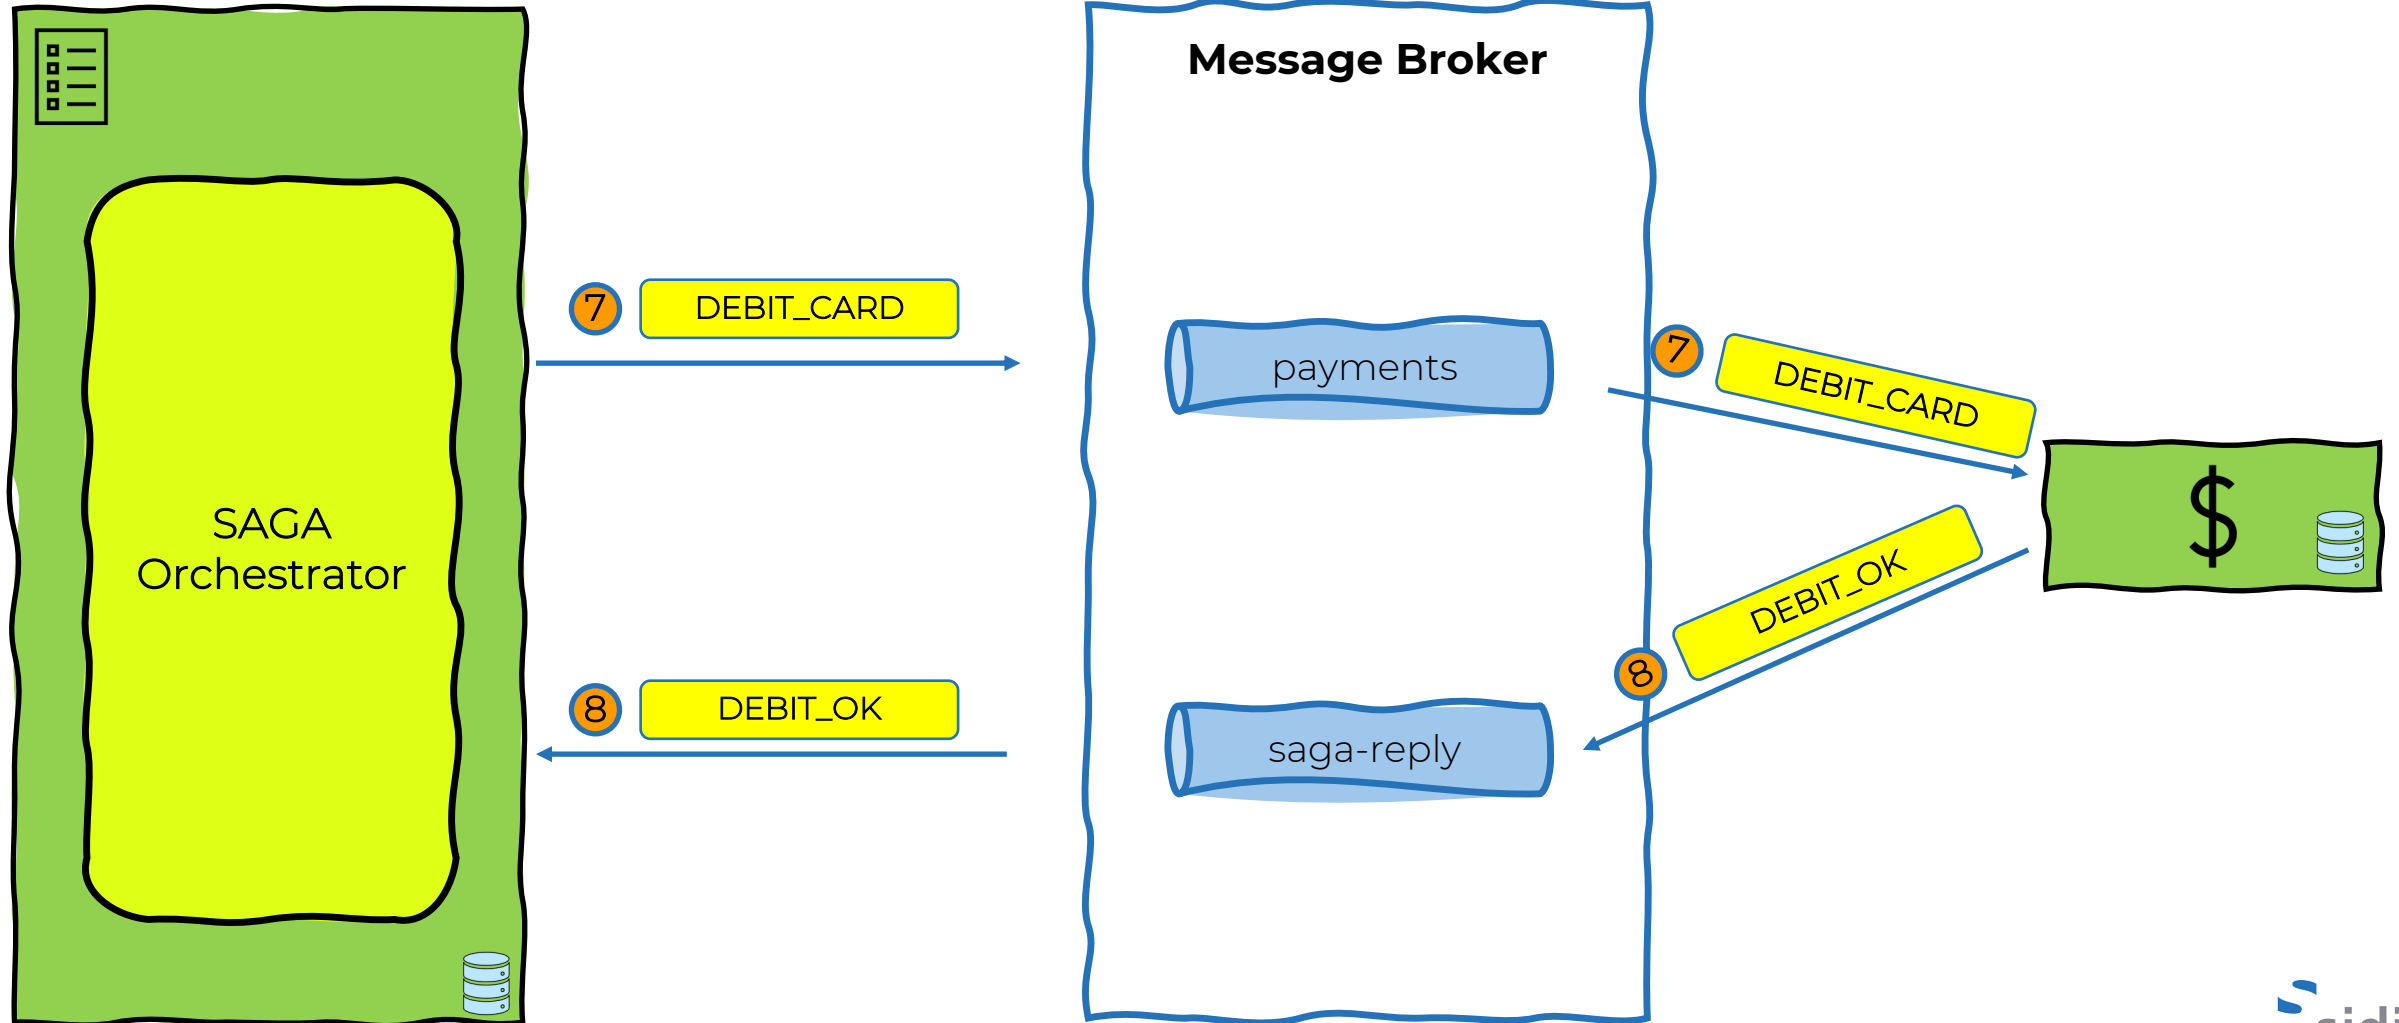 Message Broker
7
DEBIT_CARD
payments
7
DEBIT_CARD
$
SAGA
Orchestrator
DEBIT_OK
8
8
DEBIT_OK
saga-reply